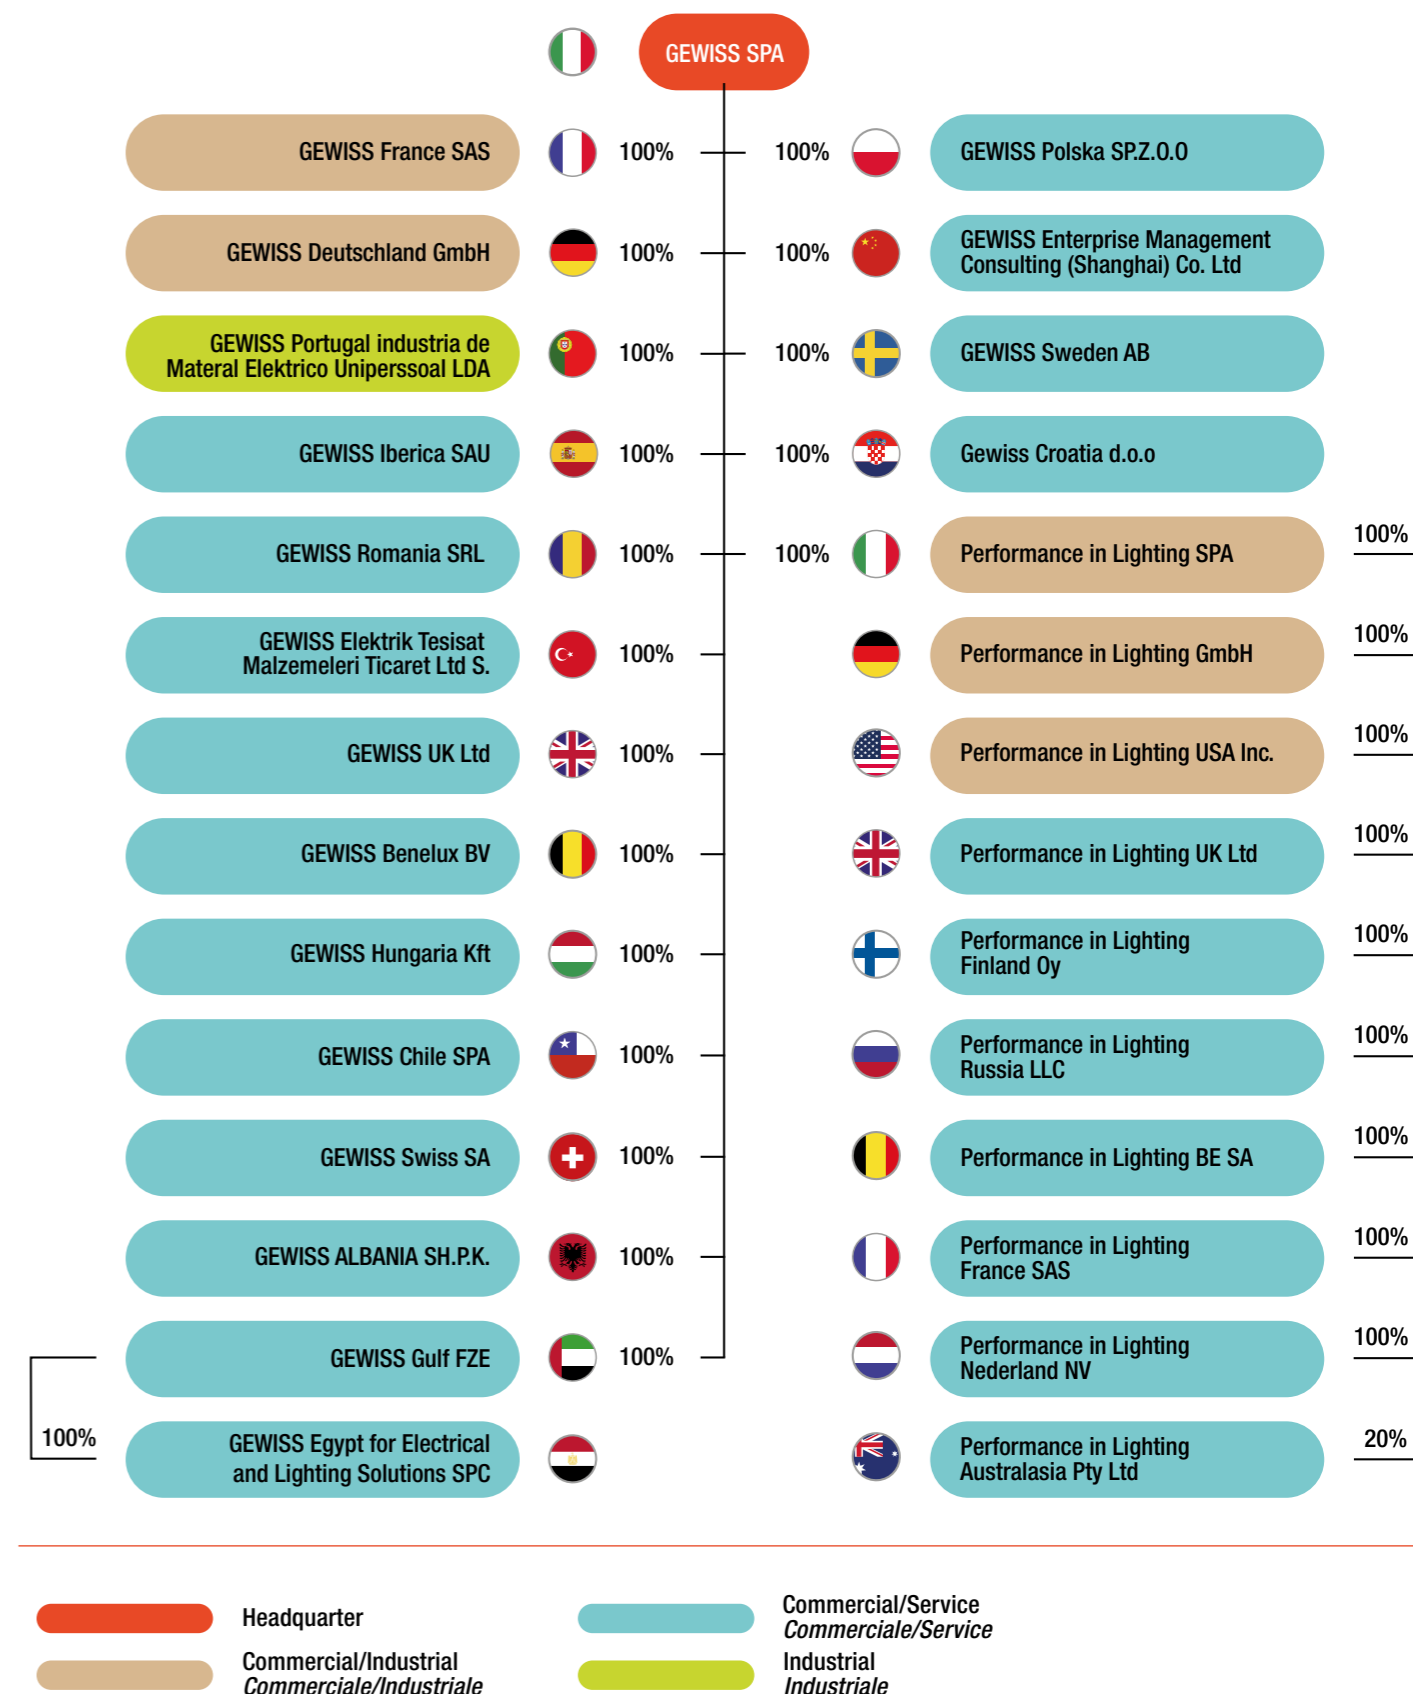 GEWISS SPA
GEWISS France SAS
100%
100%
GEWISS Polska SP.Z.O.O
GEWISS Deutschland GmbH
100%
100%
GEWISS Enterprise Management
Consulting (Shanghai) Co. Ltd
GEWISS Portugal industria de
Materal Elektrico Uniperssoal LDA
100%
100%
GEWISS Sweden AB
GEWISS Iberica SAU
100%
100%
Gewiss Croatia d.o.o
GEWISS Romania SRL
100%
100%
Performance in Lighting SPA
100%
GEWISS Elektrik Tesisat
Malzemeleri Ticaret Ltd S.
100%
Performance in Lighting GmbH
100%
GEWISS UK Ltd
100%
Performance in Lighting USA Inc.
100%
GEWISS Benelux BV
100%
Performance in Lighting UK Ltd
100%
GEWISS Hungaria Kft
100%
Performance in Lighting
Finland Oy
100%
GEWISS Chile SPA
100%
Performance in Lighting
Russia LLC
100%
GEWISS Swiss SA
100%
Performance in Lighting BE SA
100%
GEWISS ALBANIA SH.P.K.
100%
Performance in Lighting
France SAS
100%
GEWISS Gulf FZE
100%
Performance in Lighting
Nederland NV
100%
100%
GEWISS Egypt for Electrical
and Lighting Solutions SPC
Performance in Lighting
Australasia Pty Ltd
20%
Headquarter
Commercial/Service
Commerciale/Service
Commercial/Industrial
Commerciale/Industriale
Industrial
Industriale